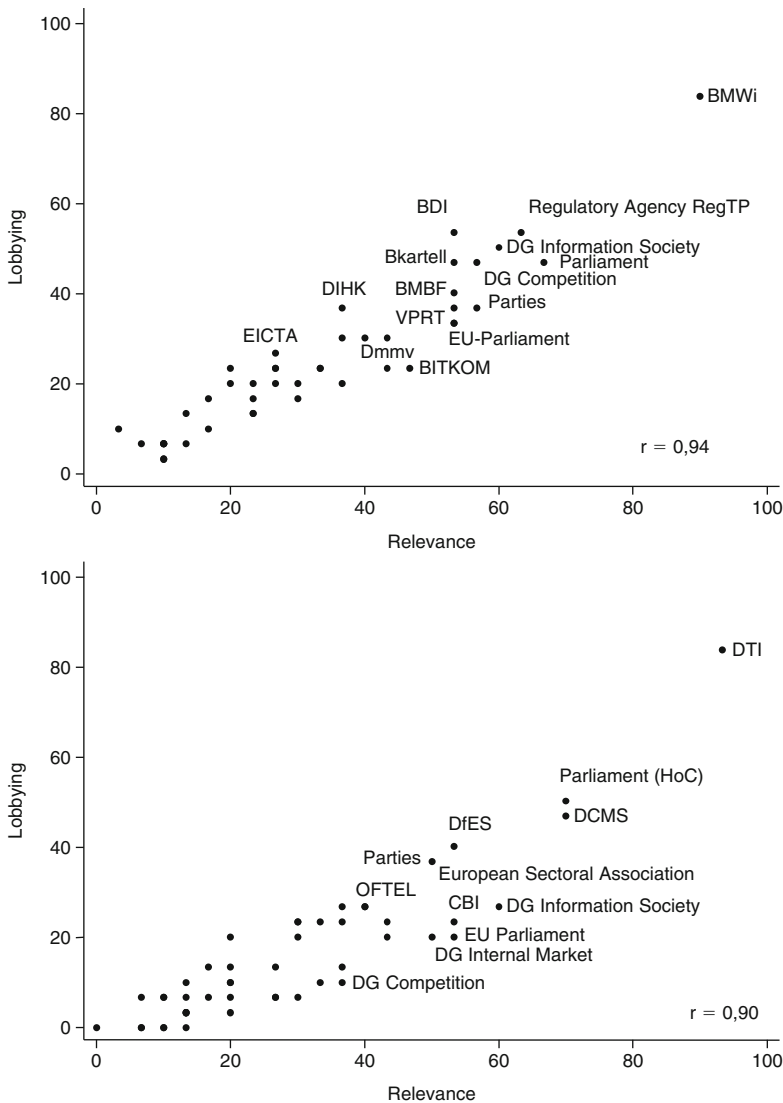 100
80
60
40
20
0
Lobbying
BMWi
BDI
Regulatory Agency RegTP
DG Information Society
Bkartell
Parliament
DG Competition
DIHK
BMBF
Parties
VPRT
EU-Parliament
EICTA
Dmmv
BITKOM
r = 0,94
0 20 40 60 80 100
Relevance
100
80
60
40
20
0
Lobbying
DTI
Parliament (HoC)
DCMS
DfES
Parties
European Sectoral Association
OFTEL
CBI
DG Information Society
EU Parliament
DG Internal Market
DG Competition
r = 0,90
0 20 40 60 80 100
Relevance